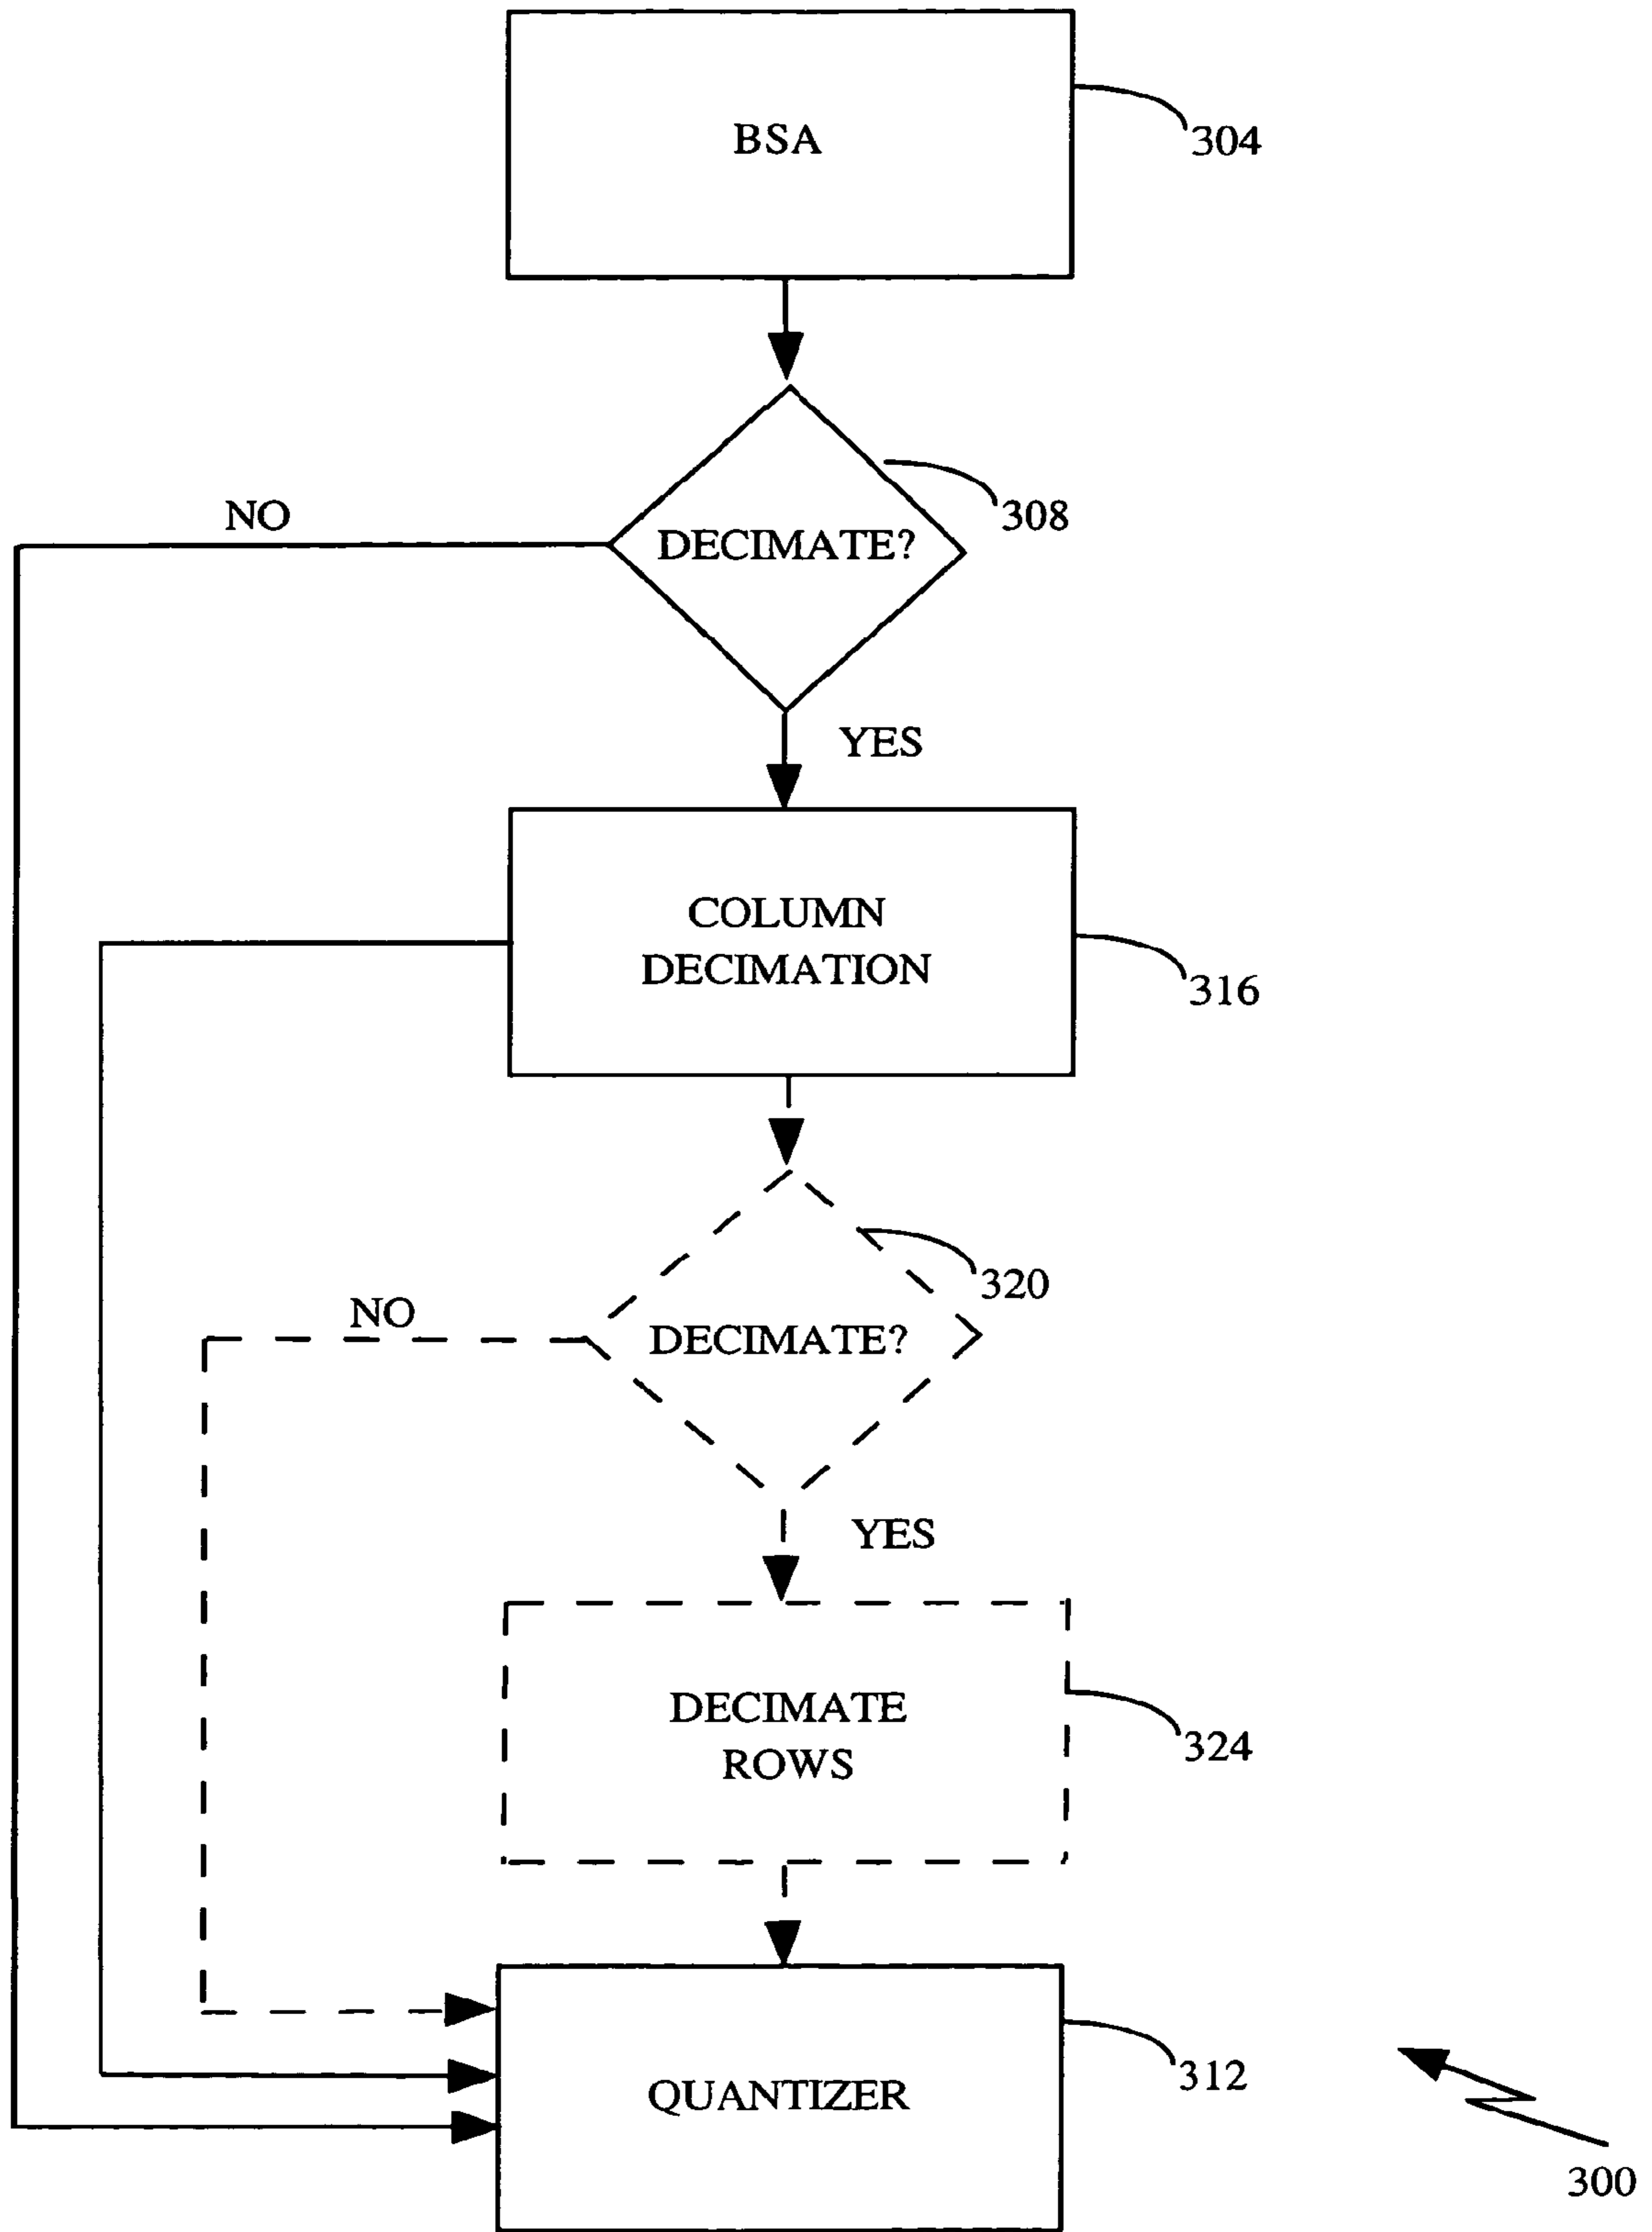 BSA
304
NO
308
DECIMATE?
YES
COLUMN
DECIMATION
316
320
NO
DECIMATE?
YES
DECIMATE
ROWS
324
312
QUANTIZER
300